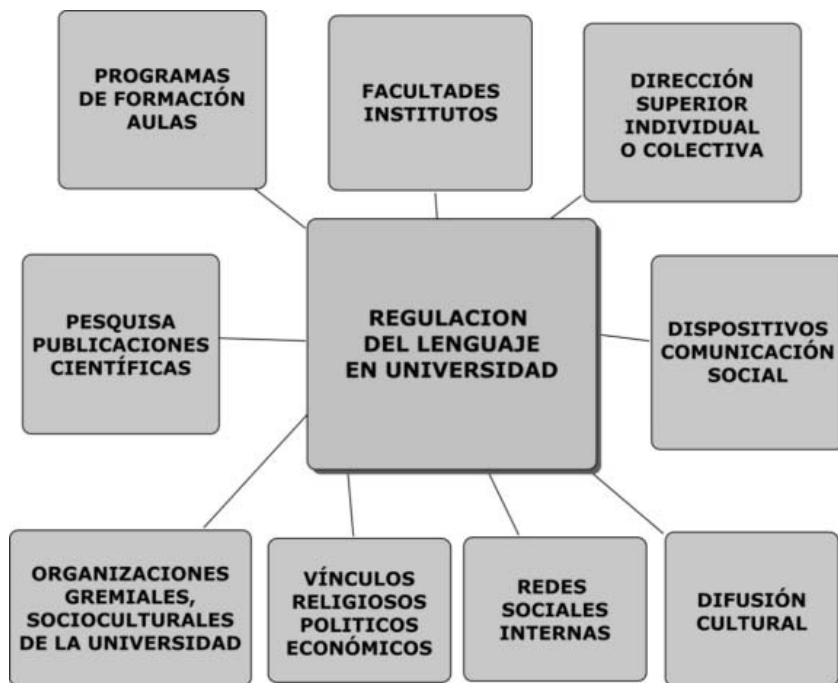 PROGRAMAS
DE FORMACIÓN
AULAS
FACULTADES
INSTITUTOS
DIRECCIÓN
SUPERIOR
INDIVIDUAL
O COLECTIVA
PESQUISA
PUBLICACIONES
CIENTÍFICAS
REGULACION
DEL LENGUAJE
EN UNIVERSIDAD
DISPOSITIVOS
COMUNICACIÓN
SOCIAL
ORGANIZACIONES
GREMIALES,
SOCIOCULTURALES
DE LA UNIVERSIDAD
VÍNCULOS
RELIGIOSOS
POLITICOS
ECONÓMICOS
REDES
SOCIALES
INTERNAS
DIFUSIÓN
CULTURAL